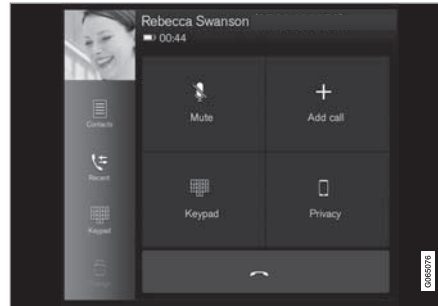 Rebecca Swanson
00:44
Contacts
Recent
Keypad
Mute
Add call
Keypad
Privacy
G065076